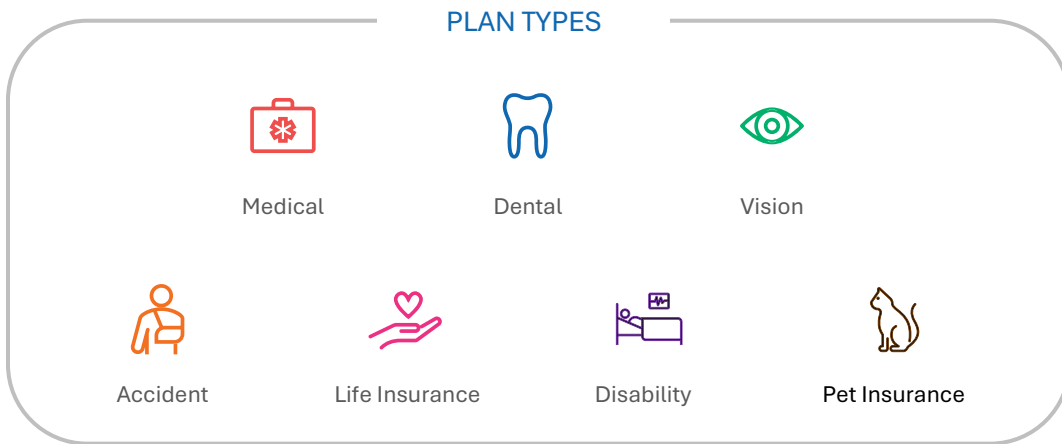 PLAN TYPES
Medical
Dental
Vision
Accident
Life Insurance
Disability
Pet Insurance